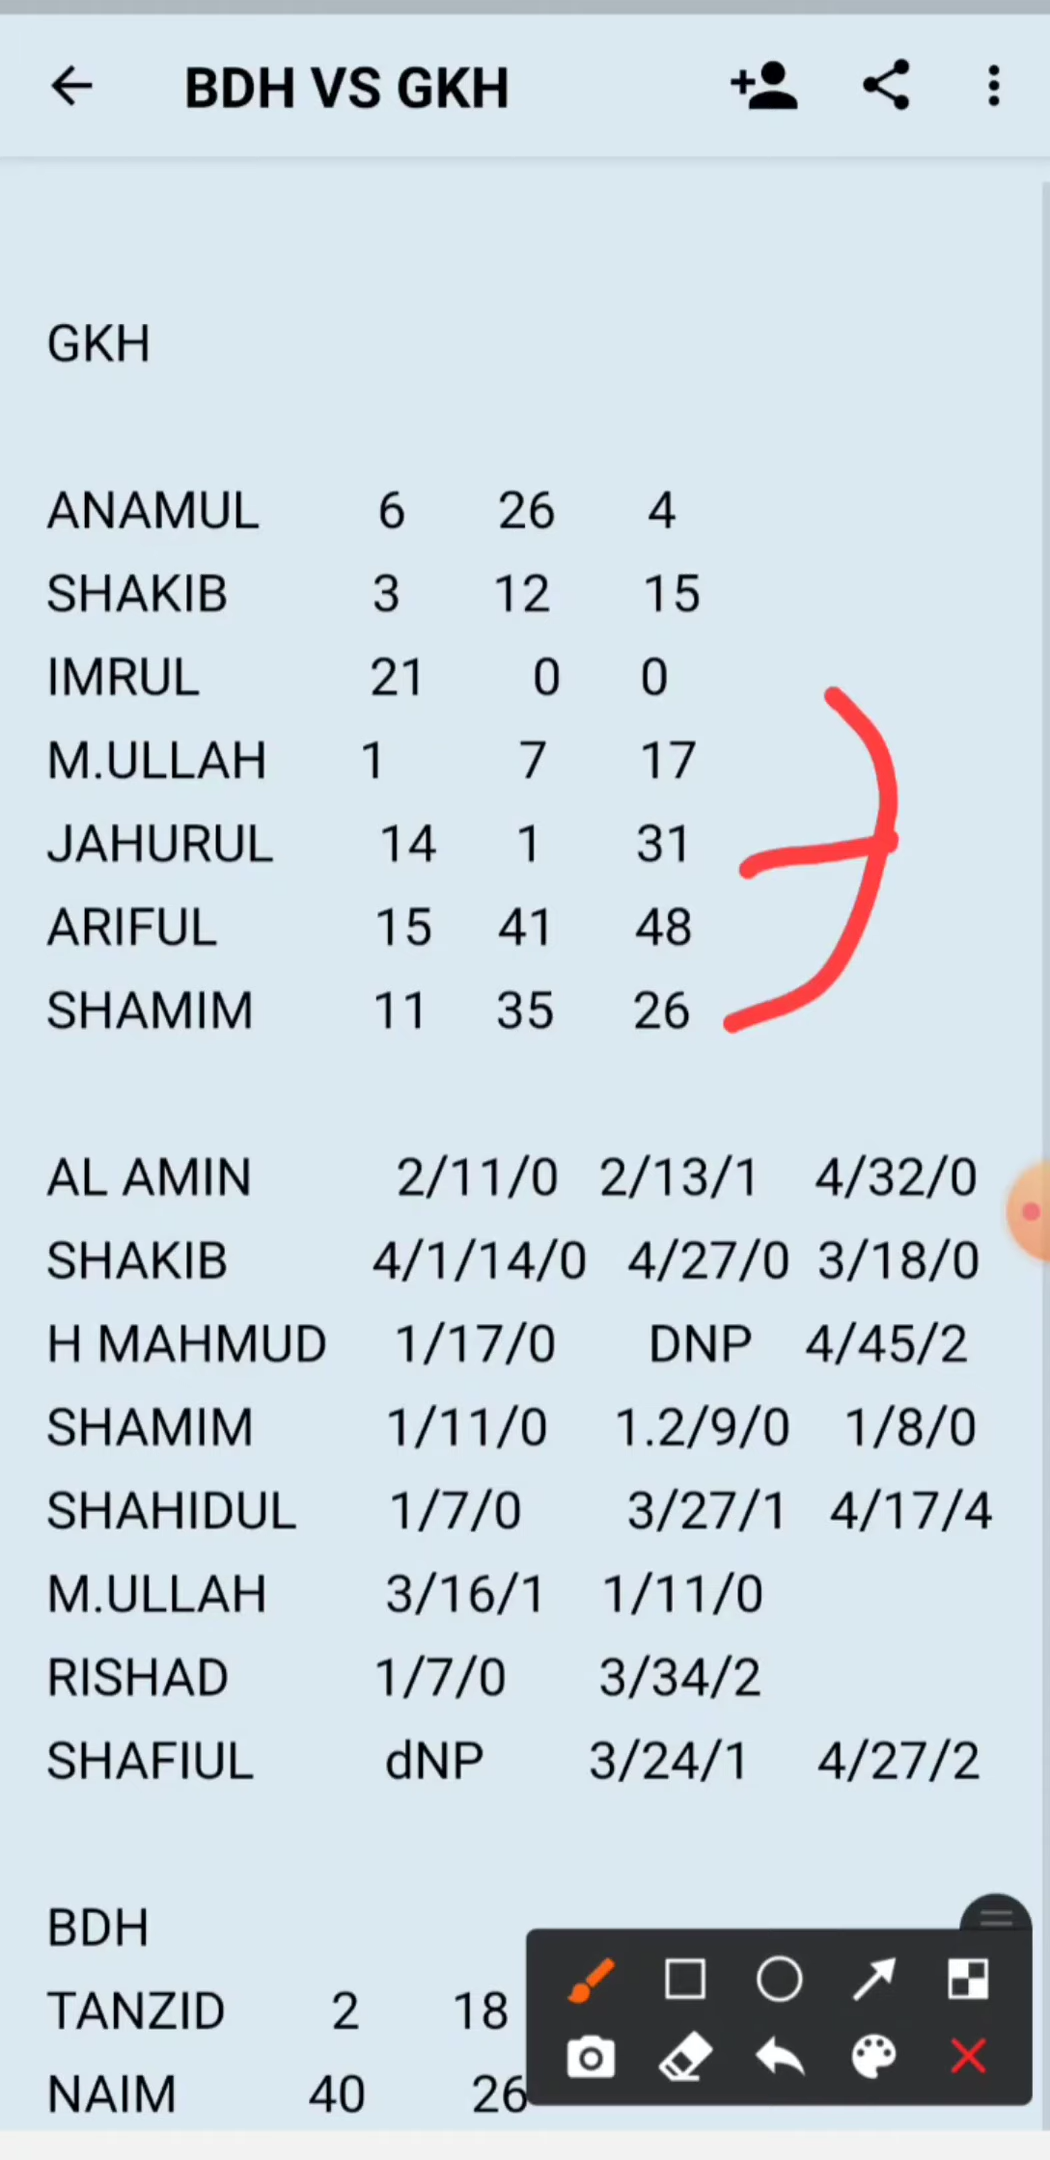 BDH VS GKH
GKH
ANAMUL 6 26 4
SHAKIB 3 12 15
IMRUL 21 0 0
M.ULLAH 1 7 17
JAHURUL 14 1 31
ARIFUL 15 41 48
SHAMIM 11 35 26
AL AMIN 2/11/0 2/13/1 4/32/0
SHAKIB 4/1/14/0 4/27/0 3/18/0
H MAHMUD 1/17/0 DNP 4/45/2
SHAMIM 1/11/0 1.2/9/0 1/8/0
SHAHIDUL 1/7/0 3/27/1 4/17/4
M.ULLAH 3/16/1 1/11/0
RISHAD 1/7/0 3/34/2
SHAFIUL dNP 3/24/1 4/27/2
BDH
TANZID 2 18
NAIM 40 26